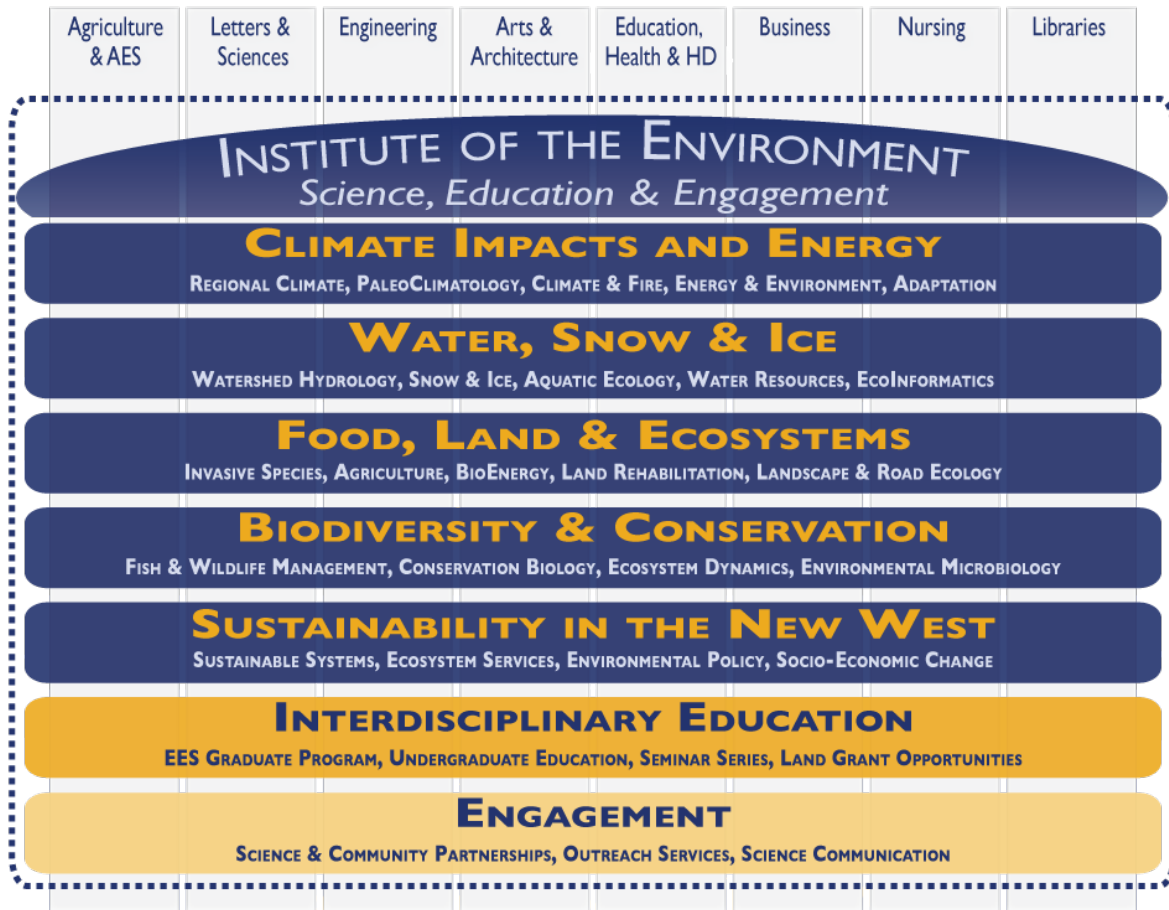 Agriculture
& AES
Letters &
Sciences
Engineering
Arts &
Architecture
Education,
Health & HD
Business
Nursing
Libraries
INSTITUTE OF THE ENVIRONMENT
Science, Education & Engagement
CLIMATE IMPACTS AND ENERGY
REGIONAL CLIMATE, PALEOCLIMATOLOGY, CLIMATE & FIRE, ENERGY & ENVIRONMENT, ADAPTATION
WATER, SNOW & ICE
WATERSHED HYDROLOGY, SNOW & ICE, AQUATIC ECOLOGY, WATER RESOURCES, ECOINFORMATICS
FOOD, LAND & ECOSYSTEMS
INVASIVE SPECIES, AGRICULTURE, BIOENERGY, LAND REHABILITATION, LANDSCAPE & ROAD ECOLOGY
BIODIVERSITY & CONSERVATION
FISH & WILDLIFE MANAGEMENT, CONSERVATION BIOLOGY, ECOSYSTEM DYNAMICS, ENVIRONMENTAL MICROBIOLOGY
SUSTAINABILITY IN THE NEW WEST
SUSTAINABLE SYSTEMS, ECOSYSTEM SERVICES, ENVIRONMENTAL POLICY, SOCIO-ECONOMIC CHANGE
INTERDISCIPLINARY EDUCATION
EES GRADUATE PROGRAM, UNDERGRADUATE EDUCATION, SEMINAR SERIES, LAND GRANT OPPORTUNITIES
ENGAGEMENT
SCIENCE & COMMUNITY PARTNERSHIPS, OUTREACH SERVICES, SCIENCE COMMUNICATION